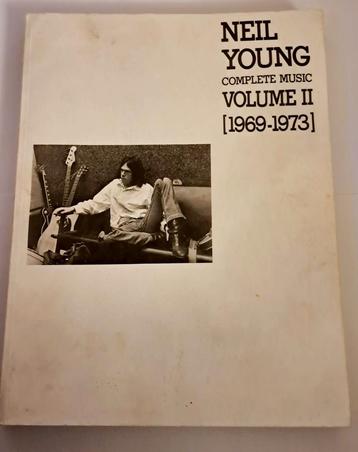 NEIL
YOUNG
COMPLETE MUSIC
VOLUME II
[1969-1973]